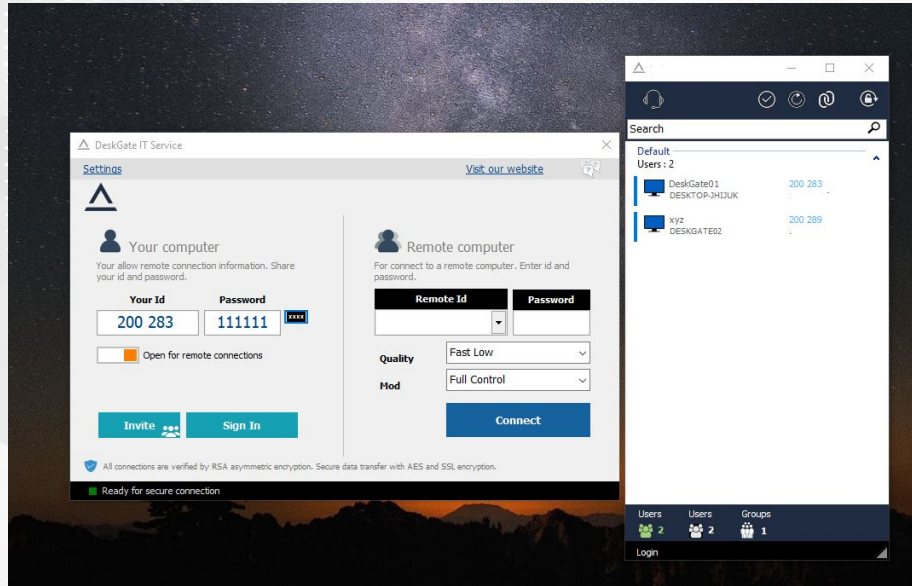 DeskGate IT Service
Settings
Visit our website
Your computer
Your allow remote connection information. Share
your id and password.
Your Id Password
200 283 111111
xxxx
Open for remote connections
Invite
Sign In
Remote computer
For connect to a remote computer. Enter id and
password.
Remote Id Password
Quality Fast Low
Mod Full Control
Connect
All connections are verified by RSA asymmetric encryption. Secure data transfer with AES and SSL encryption.
Ready for secure connection
Search
Default
Users : 2
DeskGate01 200 283
DESKTOP-JHIJUK
xyz 200 289
DESKGATE02
Users Users Groups
2 2 1
Login